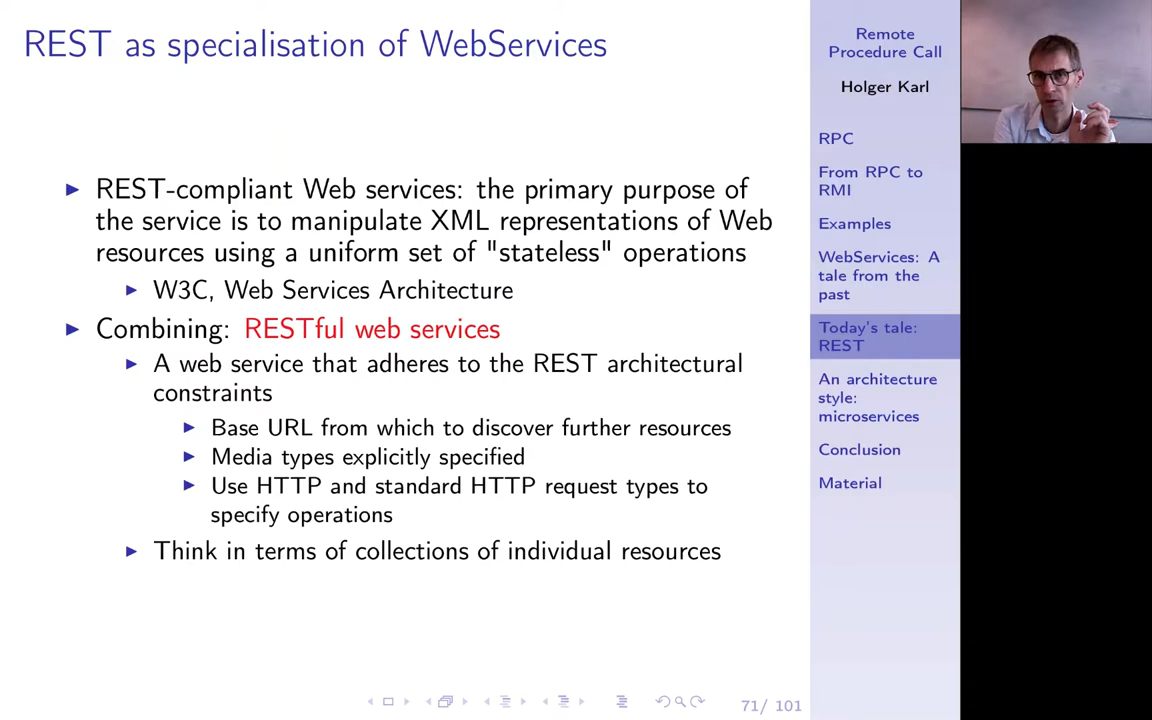 REST as specialisation of WebServices
REST-compliant Web services: the primary purpose of
the service is to manipulate XML representations of Web
resources using a uniform set of "stateless" operations
W3C, Web Services Architecture
Combining: RESTful web services
A web service that adheres to the REST architectural
constraints
Base URL from which to discover further resources
Media types explicitly specified
Use HTTP and standard HTTP request types to
specify operations
Think in terms of collections of individual resources
71/ 101
Remote
Procedure Call
Holger Karl
RPC
From RPC to
RMI
Examples
WebServices: A
tale from the
past
Today's tale:
REST
An architecture
style:
microservices
Conclusion
Material